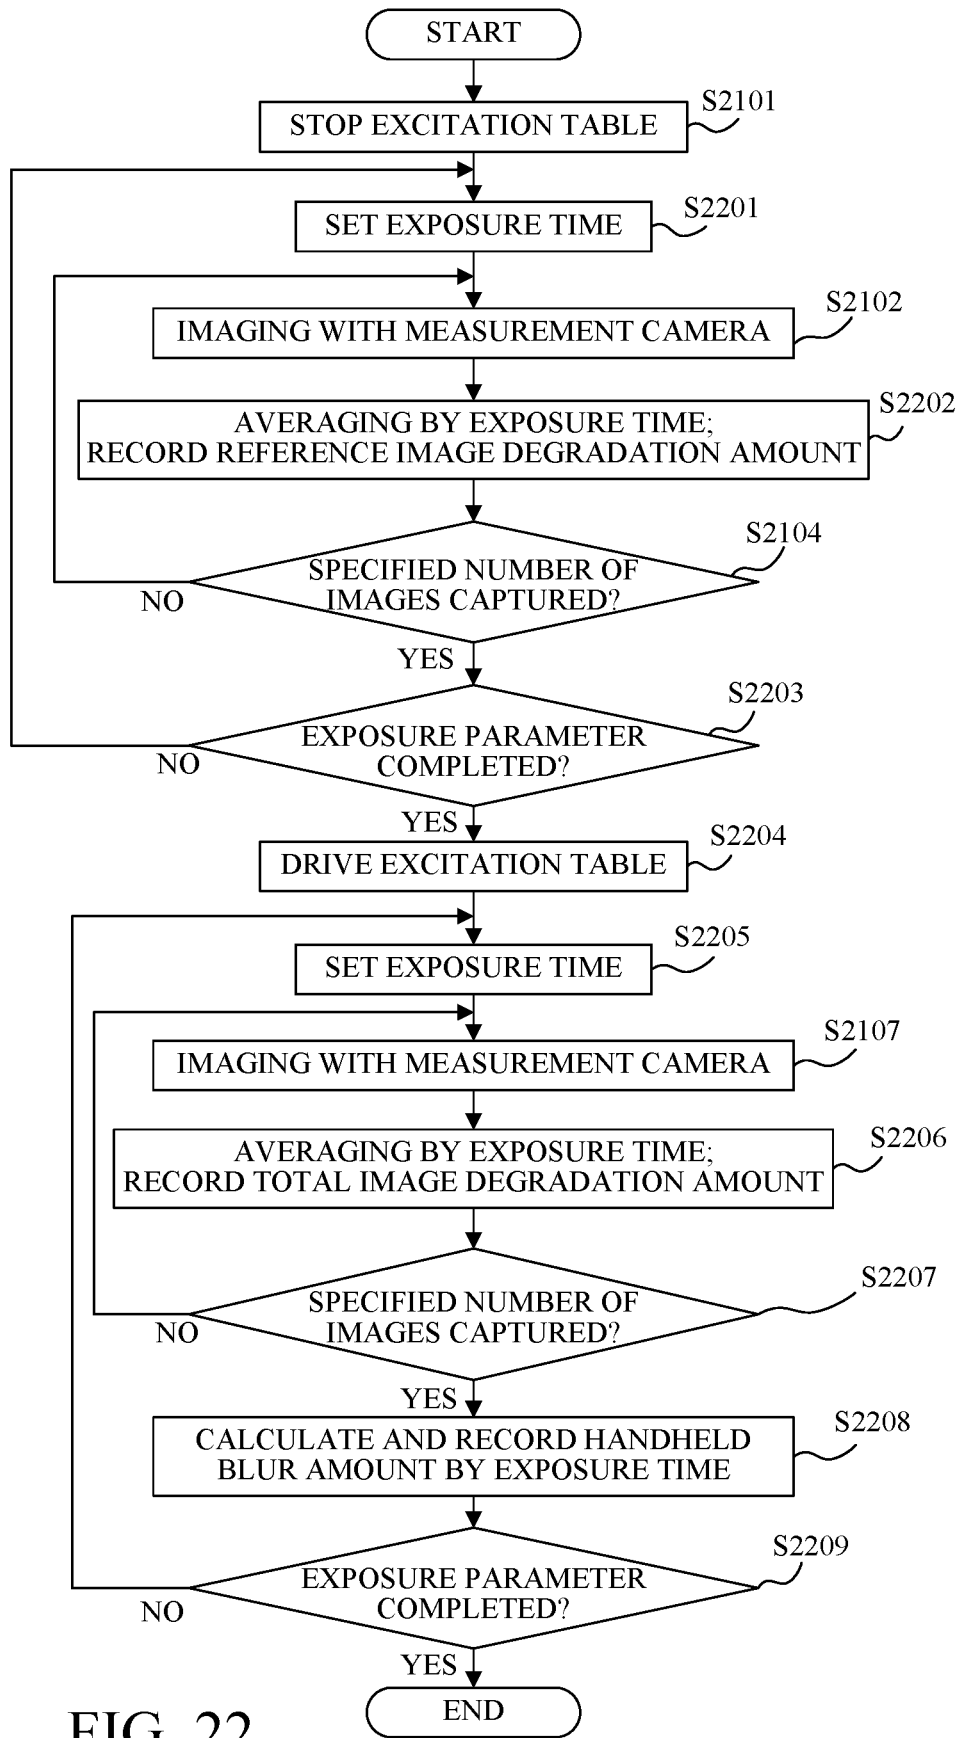 START
S2101
STOP EXCITATION TABLE
S2201
SET EXPOSURE TIME
S2102
IMAGING WITH MEASUREMENT CAMERA
S2202
AVERAGING BY EXPOSURE TIME;
RECORD REFERENCE IMAGE DEGRADATION AMOUNT
S2104
SPECIFIED NUMBER OF
IMAGES CAPTURED?
NO
YES
S2203
EXPOSURE PARAMETER
COMPLETED?
NO
YES
S2204
DRIVE EXCITATION TABLE
S2205
SET EXPOSURE TIME
S2107
IMAGING WITH MEASUREMENT CAMERA
S2206
AVERAGING BY EXPOSURE TIME;
RECORD TOTAL IMAGE DEGRADATION AMOUNT
S2207
SPECIFIED NUMBER OF
IMAGES CAPTURED?
NO
YES
S2208
CALCULATE AND RECORD HANDHELD
BLUR AMOUNT BY EXPOSURE TIME
S2209
EXPOSURE PARAMETER
COMPLETED?
NO
YES
END
FIG. 22